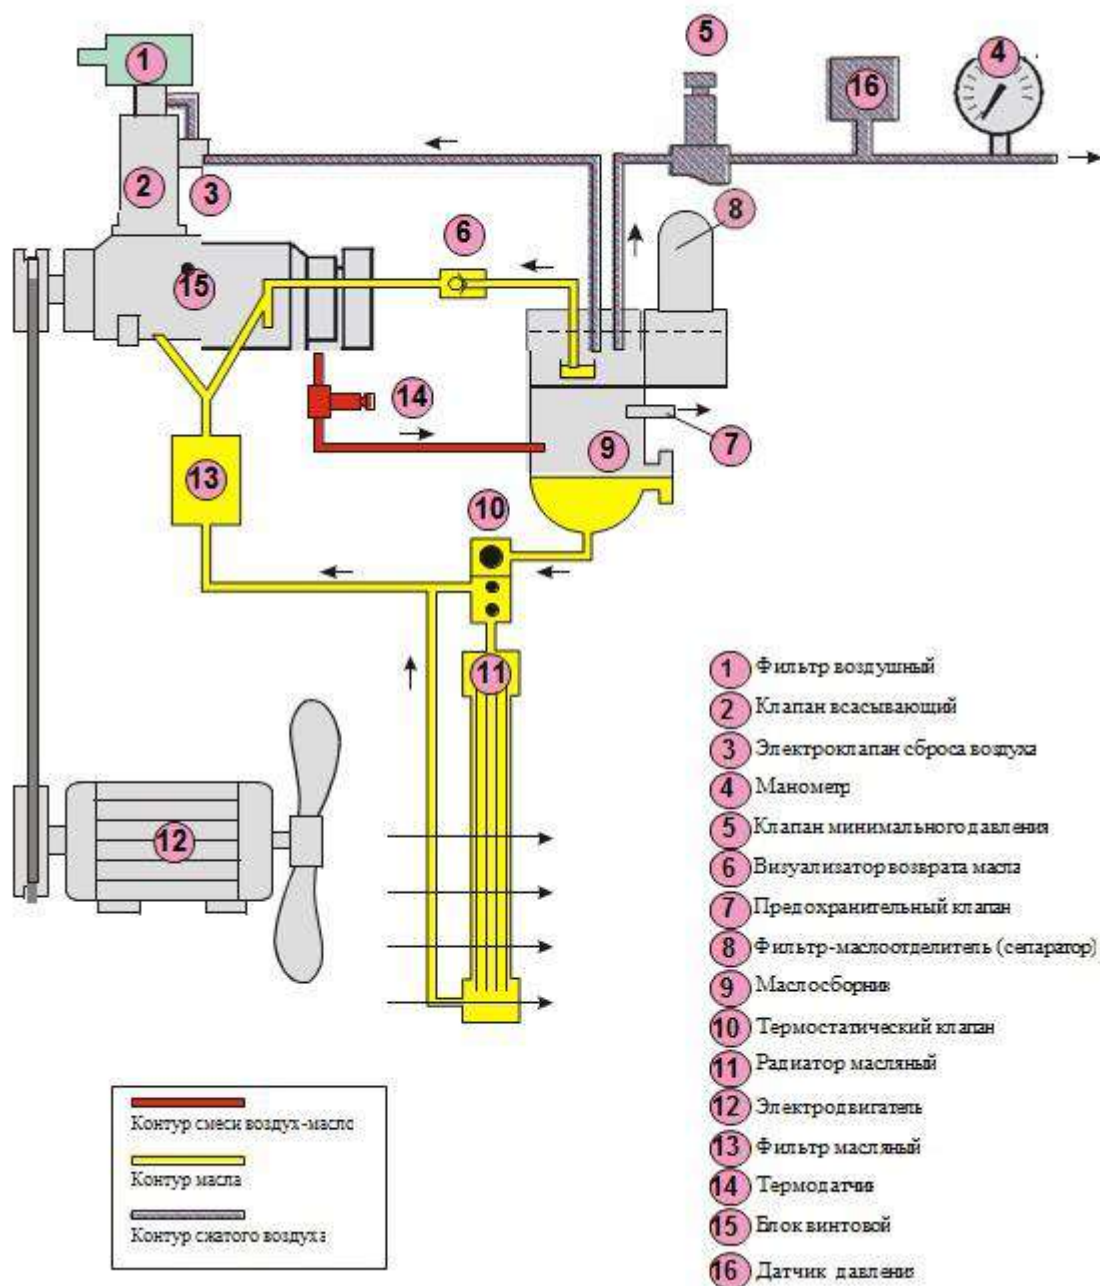 1
5
4
16
2
3
8
6
15
14
7
9
13
10
11
12
1 Фильтр воздушный
2 Клапан всасывающий
3 Электроклапан сброса воздуха
4 Манометр
5 Клапан минимального давления
6 Визуализатор возврата масла
7 Предохранительный клапан
8 Фильтр-маслоотделитель (сепаратор)
9 Маслосборник
10 Термостатический клапан
11 Радиатор масляный
12 Электродвигатель
13 Фильтр масляный
14 Термодатчик
15 Блок винтовой
16 Датчик давления
Контур смеси воздух-масло
Контур масла
Контур сжатого воздуха